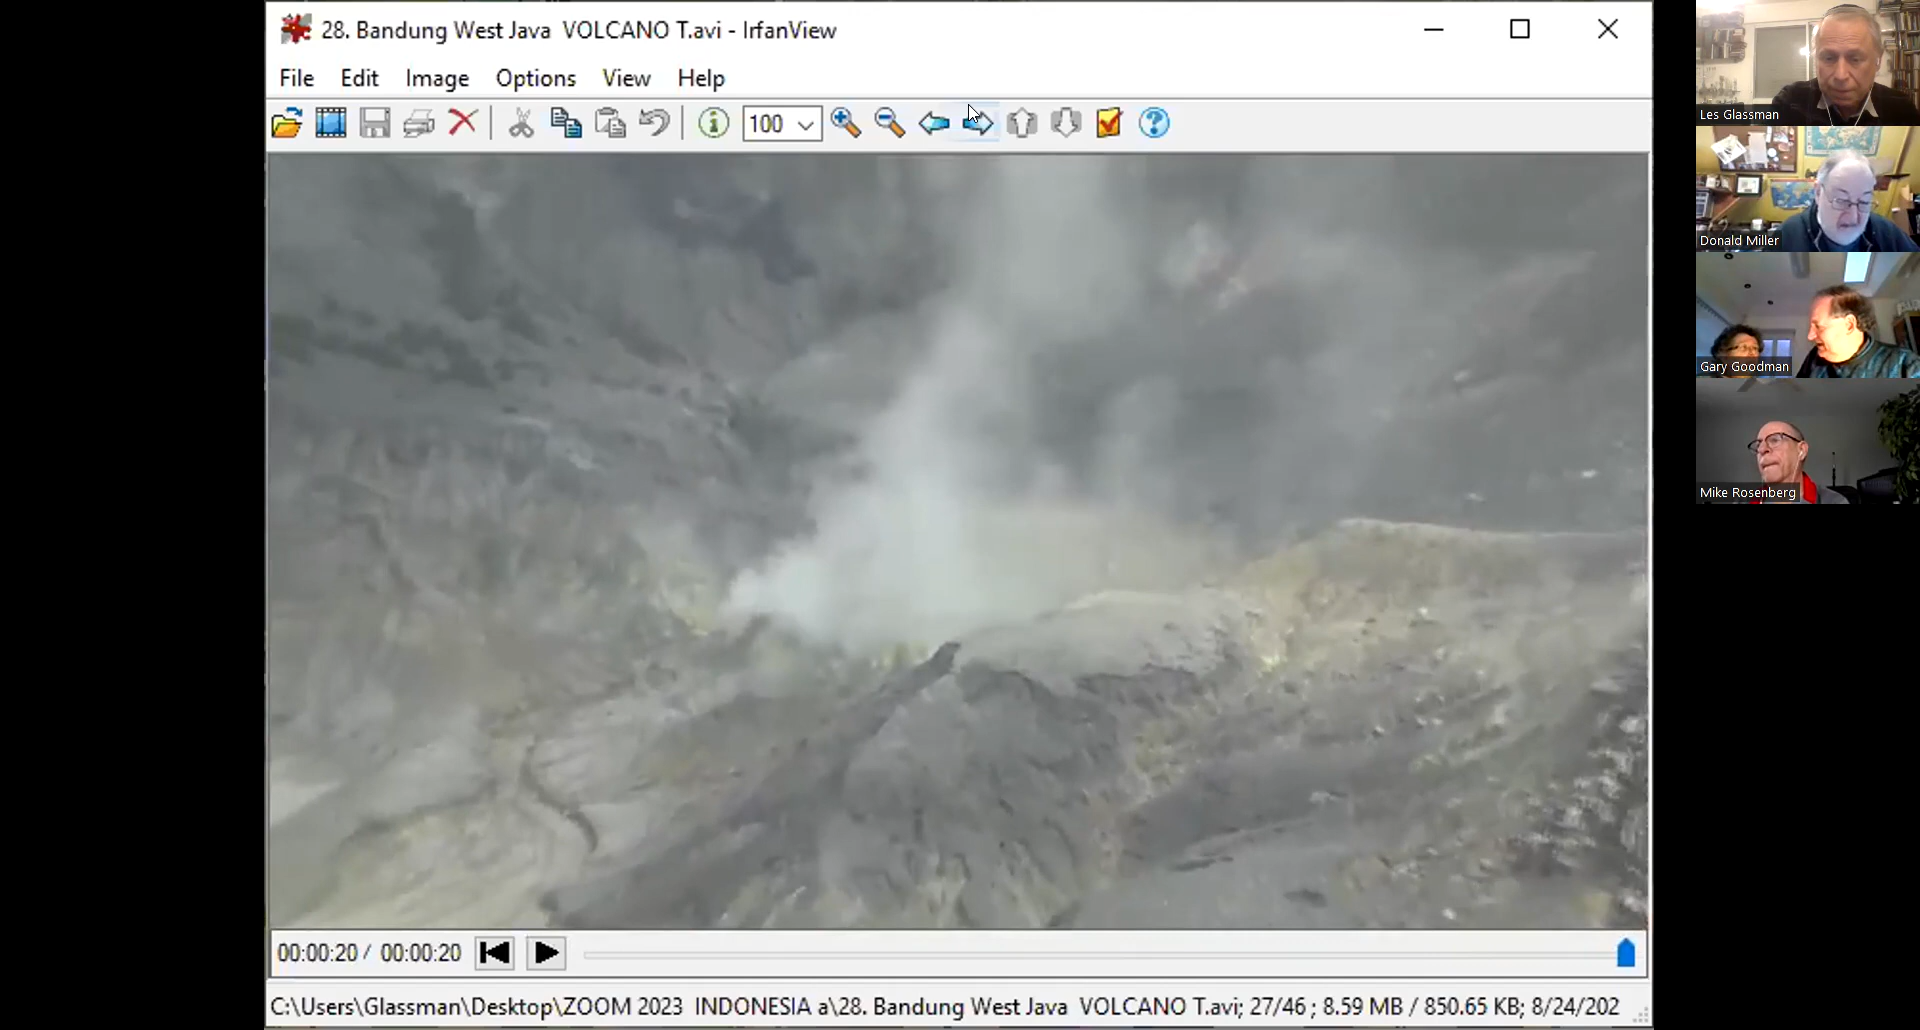 28. Bandung West Java  VOLCANO T.avi - IrfanView
File Edit Image Options View Help
100
00:00:20 / 00:00:20
C:\Users\Glassman\Desktop\ZOOM 2023  INDONESIA a\28. Bandung West Java  VOLCANO T.avi; 27/46 ; 8.59 MB / 850.65 KB; 8/24/202
Les Glassman
Donald Miller
Gary Goodman
Mike Rosenberg